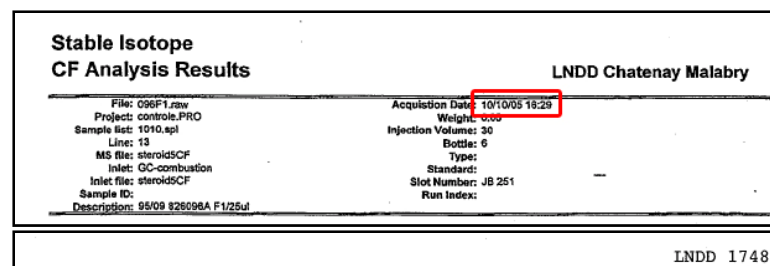 Stable Isotope
CF Analysis Results
LNDD Chatenay Malabry
File: 096F1.raw
Project: controle.PRO
Sample list: 1010.spl
Line: 13
MS file: steroid5CF
Inlet: GC-combustion
Inlet file: steroid5CF
Sample ID:
Description: 95/09 826096A F1/25ul
Acquistion Date: 10/10/05 16:29
Weight: 0.00
Injection Volume: 30
Bottle: 6
Type:
Standard:
Slot Number: JB 251
Run Index:
LNDD 1748